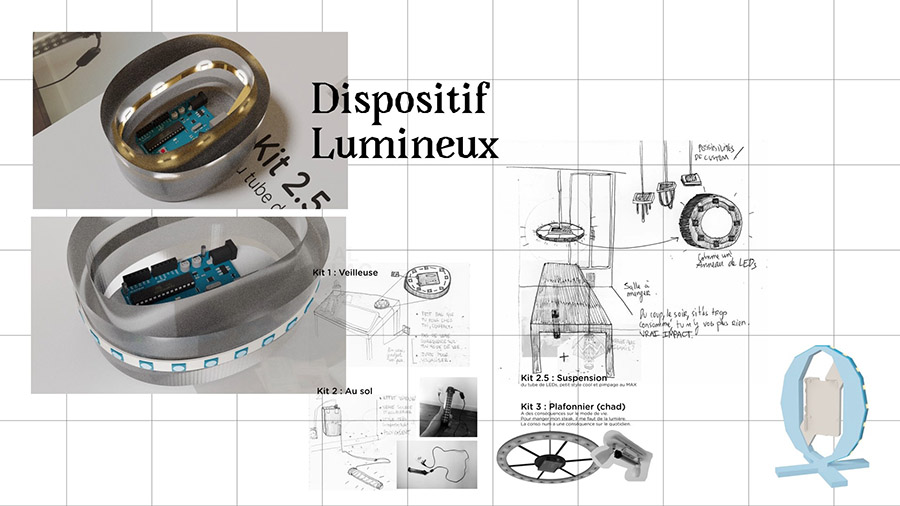 Dispositif
Lumineux
Kit 2.5
u tube d
Kit 1 : Veilleuse
Kit 2 : Au sol
Possibilités
de custom
Comme un
Anneau de LEDs
Salle à
manger.
Du coup, le soir, si t'as trop
consommé, tu n'y vois plus rien.
VRAI IMPACT.
Kit 2.5 : Suspension
du tube de LEDs, petit style cool et pimpage au MAX
Kit 3 : Plafonnier (chad)
A des conséquences sur le mode de vie.
Pour manger mon steak, il me faut de la lumière.
La conso num a une conséquence sur le quotidien.